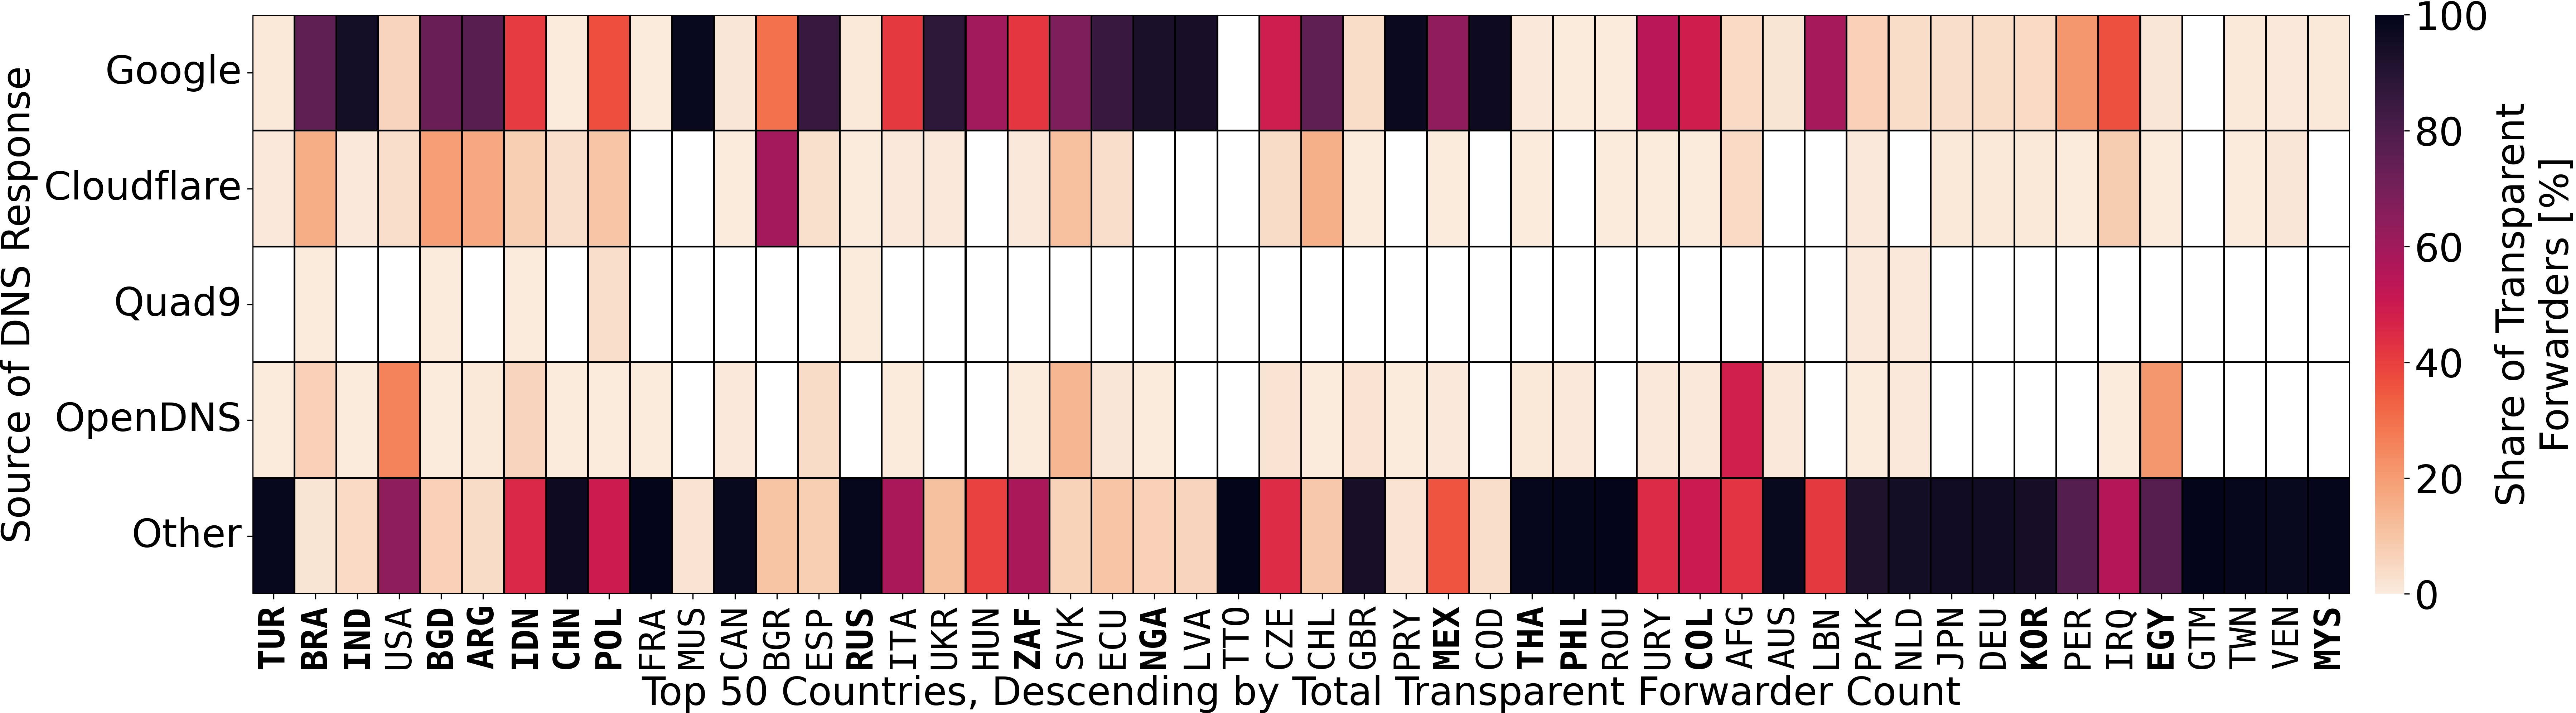 Source of DNS Response
Google
Cloudflare
Quad9
OpenDNS
Other
TUR BRA IND USA BGD ARG IDN CHN POL FRA MUS CAN BGR ESP RUS ITA UKR HUN ZAF SVK ECU NGA LVA TTO CZE CHL GBR PRY MEX COD THA PHL ROU URY COL AFG AUS LBN PAK NLD JPN DEU KOR PER IRQ EGY GTM TWN VEN MYS
Top 50 Countries, Descending by Total Transparent Forwarder Count
100
80
60
40
20
0
Share of Transparent
Forwarders [%]